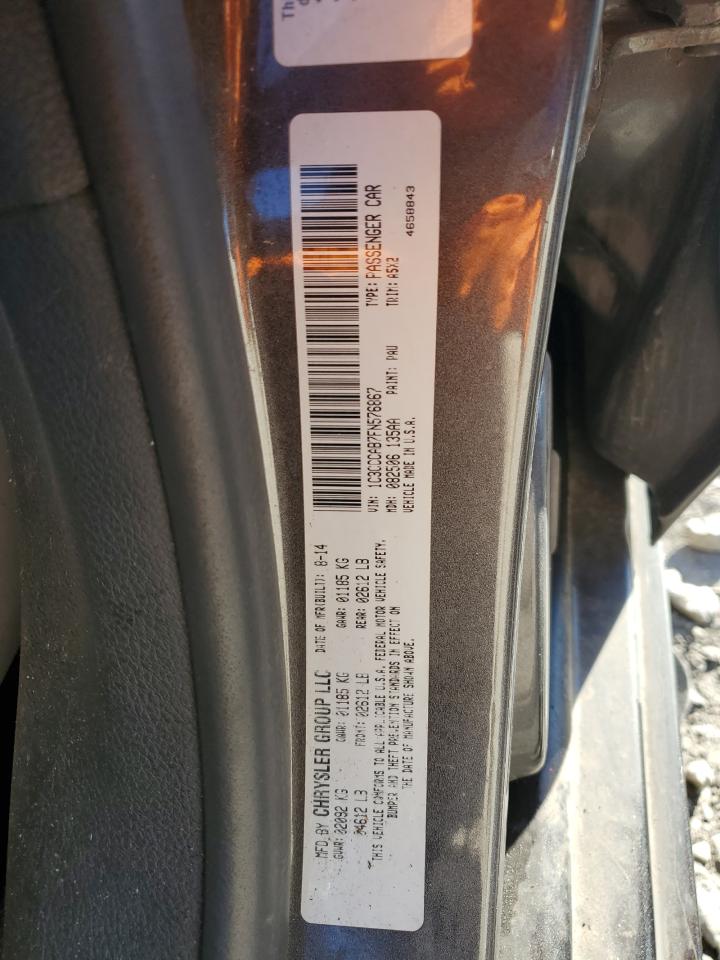 Th
MFD BY CHRYSLER GROUP LLC DATE OF MFR(BUILT): 8-14
GVWR: 02092 KG GAWR: 01185 KG GAWR: 01185 KG
04612 LB FRONT: 02612 LB REAR: 02612 LB
THIS VEHICLE CONFORMS TO ALL APPLICABLE U.S.A. FEDERAL MOTOR VEHICLE SAFETY,
BUMPER AND THEFT PREVENTION STANDARDS IN EFFECT ON
THE DATE OF MANUFACTURE SHOWN ABOVE.
VIN: 1C3CCCAB7FN576867 TYPE: PASSENGER CAR
MDH: 082506 135AA PAINT: PAU TRIM: A5X2
VEHICLE MADE IN U.S.A.
4658843